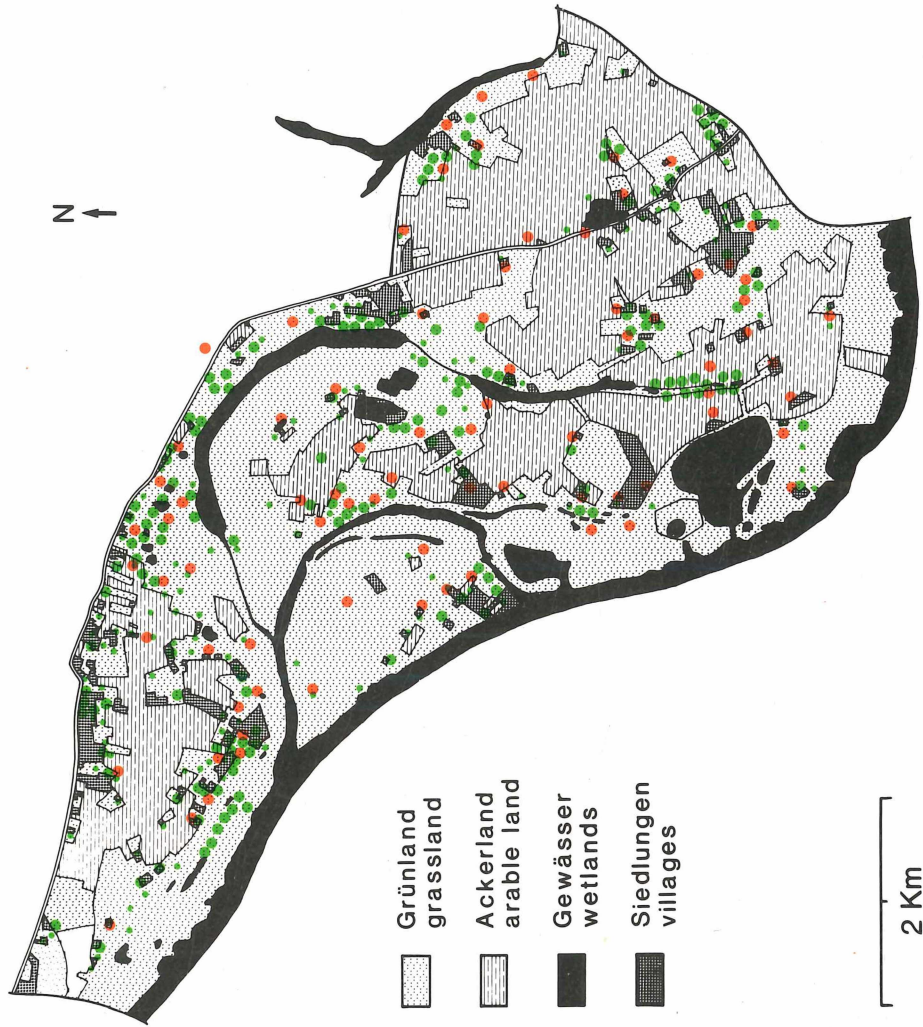 N
Grünland
grassland
Ackerland
arable land
Gewässer
wetlands
Siedlungen
villages
2 Km